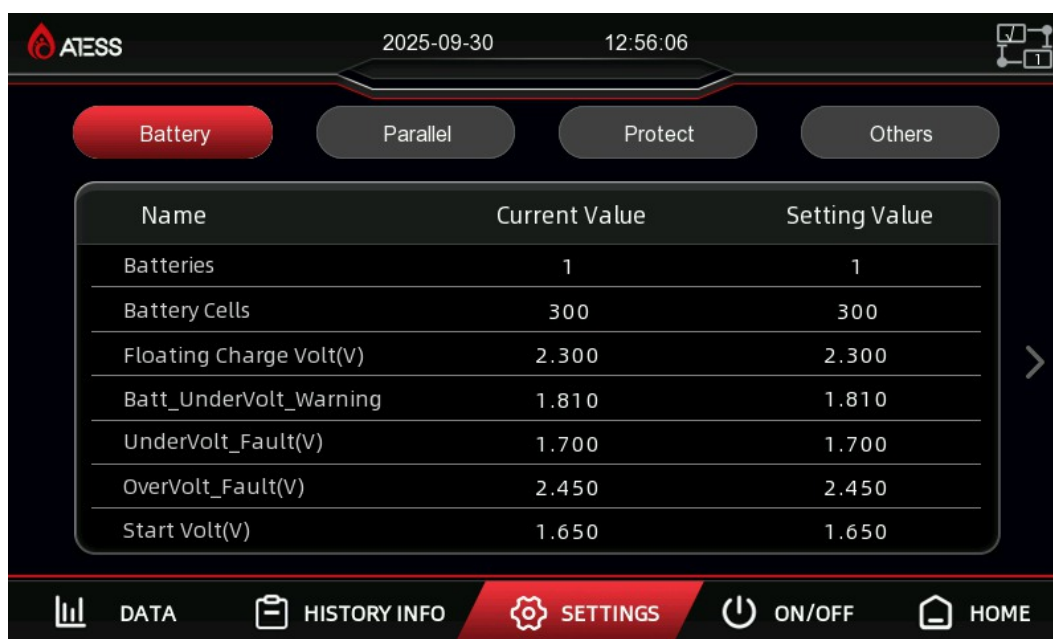 ATESS 2025-09-30 12:56:06
1
Battery Parallel Protect Others
Name Current Value Setting Value
Batteries 1 1
Battery Cells 300 300
Floating Charge Volt(V) 2.300 2.300
Batt_UnderVolt_Warning 1.810 1.810
UnderVolt_Fault(V) 1.700 1.700
OverVolt_Fault(V) 2.450 2.450
Start Volt(V) 1.650 1.650
DATA HISTORY INFO SETTINGS ON/OFF HOME